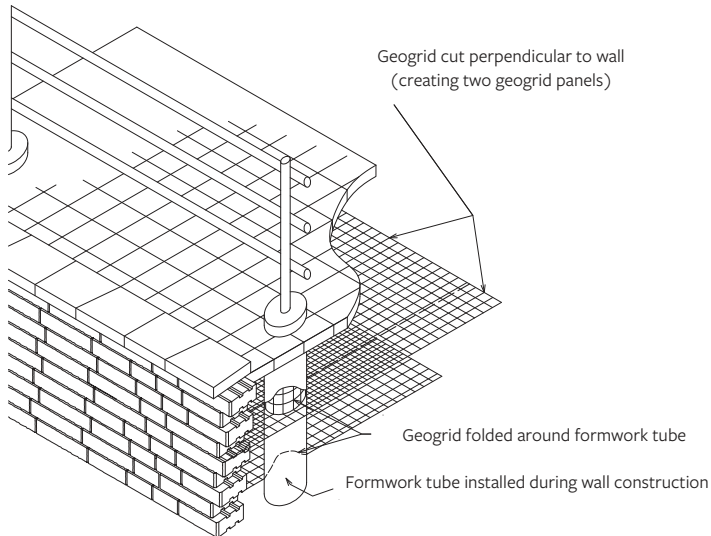 Geogrid cut perpendicular to wall
(creating two geogrid panels)
Geogrid folded around formwork tube
Formwork tube installed during wall construction